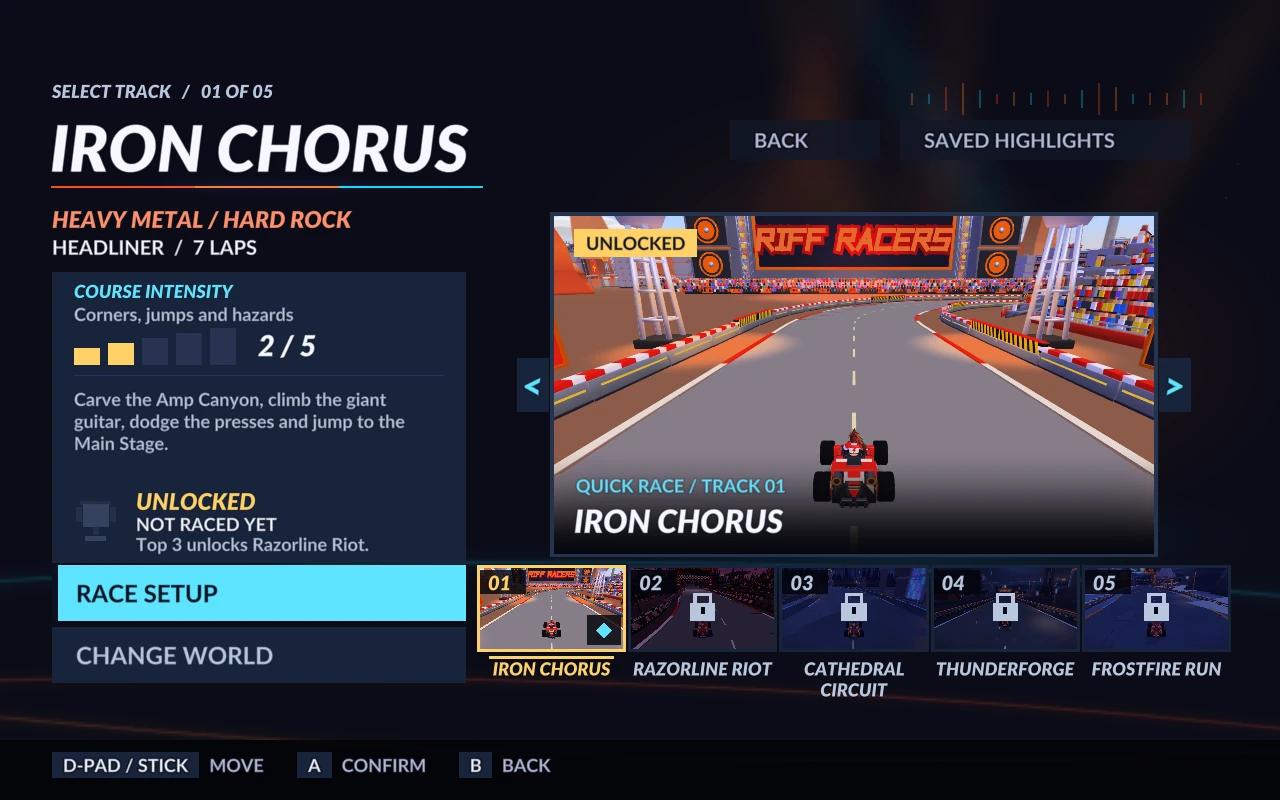 SELECT TRACK / 01 OF 05
IRON CHORUS
BACK
SAVED HIGHLIGHTS
HEAVY METAL / HARD ROCK
HEADLINER / 7 LAPS
COURSE INTENSITY
Corners, jumps and hazards
2 / 5
Carve the Amp Canyon, climb the giant
guitar, dodge the presses and jump to the
Main Stage.
UNLOCKED
NOT RACED YET
Top 3 unlocks Razorline Riot.
RACE SETUP
CHANGE WORLD
UNLOCKED
RIFF RACERS
<
>
QUICK RACE / TRACK 01
IRON CHORUS
01
RIFF RACERS
IRON CHORUS
02
RAZORLINE RIOT
03
CATHEDRAL
CIRCUIT
04
THUNDERFORGE
05
FROSTFIRE RUN
D-PAD / STICK MOVE A CONFIRM B BACK